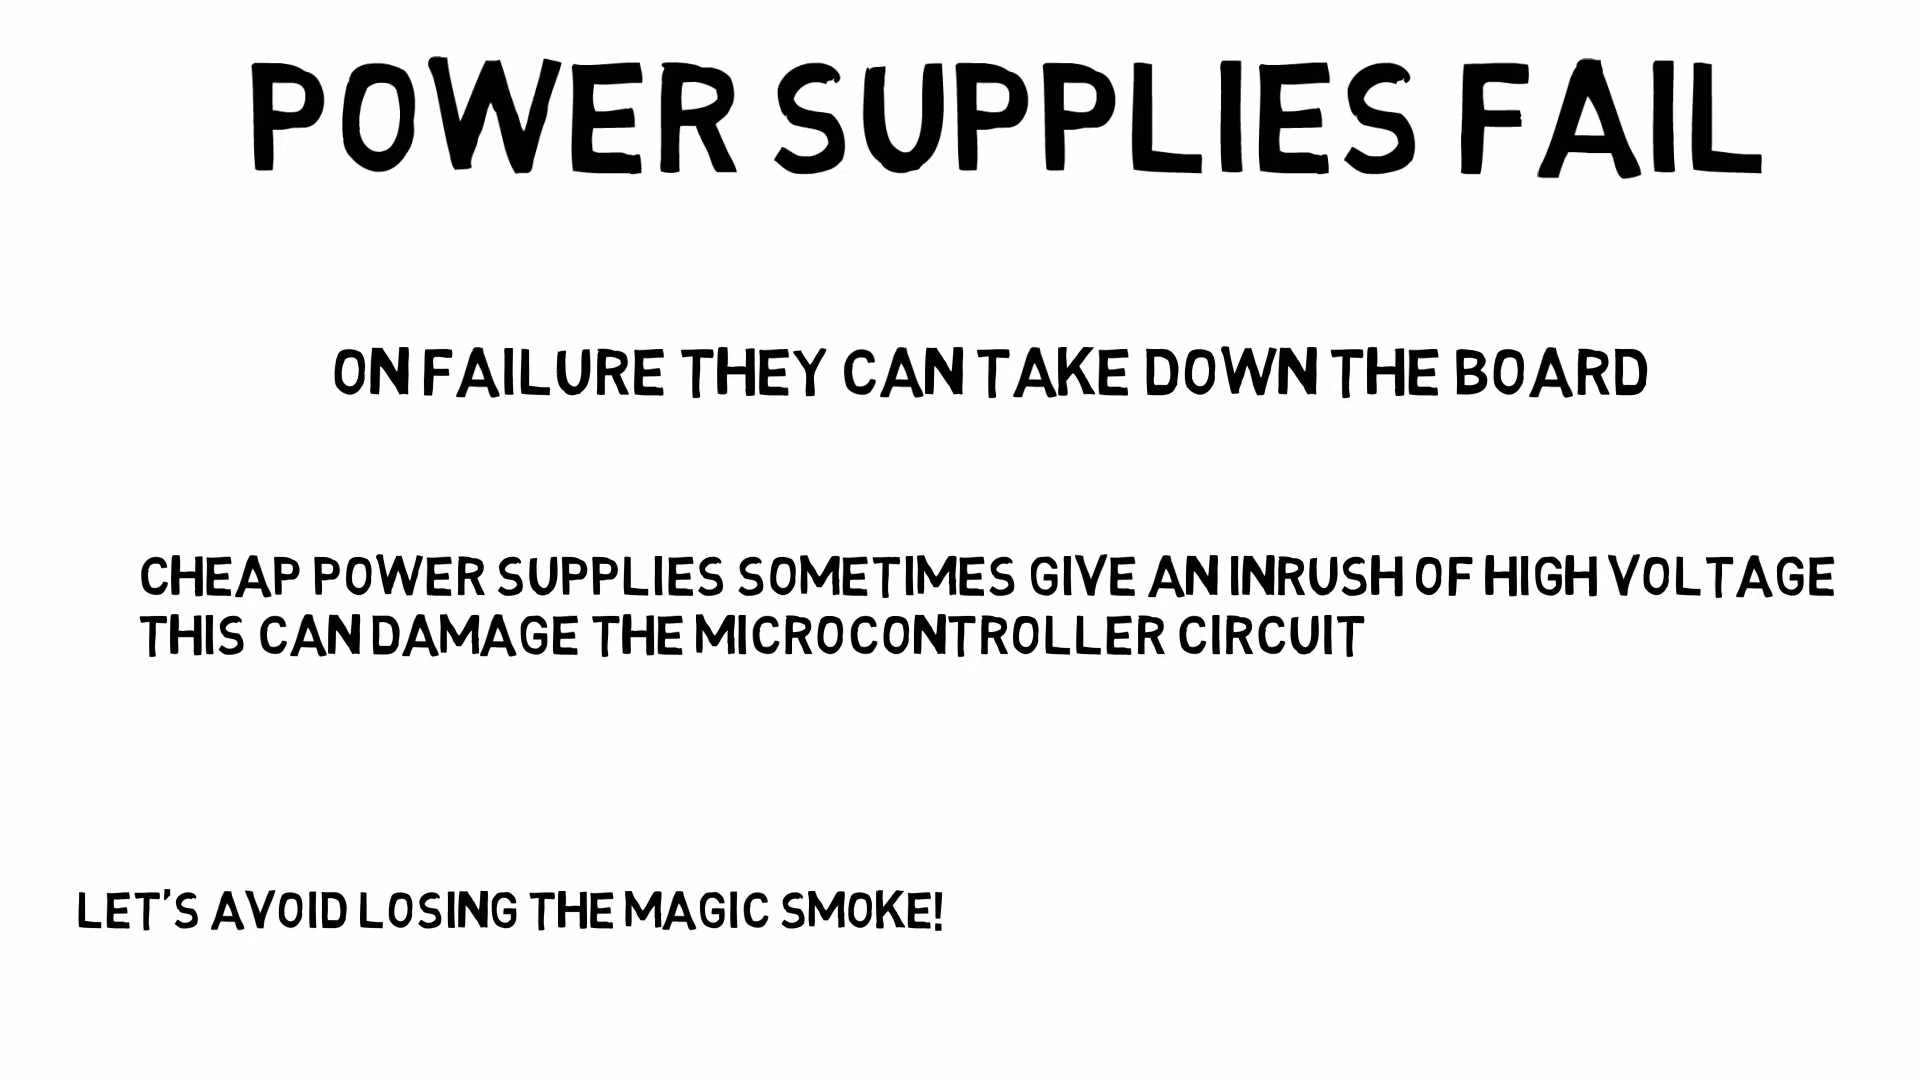 POWER SUPPLIES FAIL
ON FAILURE THEY CAN TAKE DOWN THE BOARD
CHEAP POWER SUPPLIES SOMETIMES GIVE AN INRUSH OF HIGH VOLTAGE
THIS CAN DAMAGE THE MICROCONTROLLER CIRCUIT
LET'S AVOID LOSING THE MAGIC SMOKE!